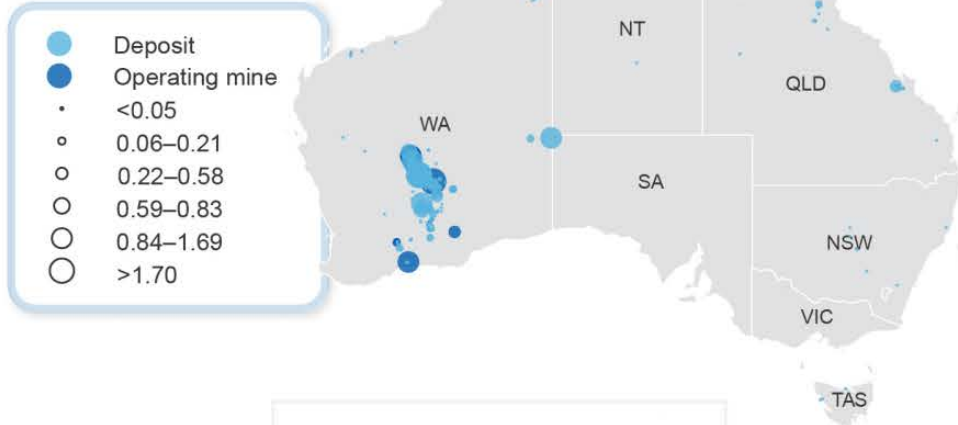 Deposit
Operating mine
<0.05
0.06–0.21
0.22–0.58
0.59–0.83
0.84–1.69
>1.70
NT
QLD
WA
SA
NSW
VIC
TAS